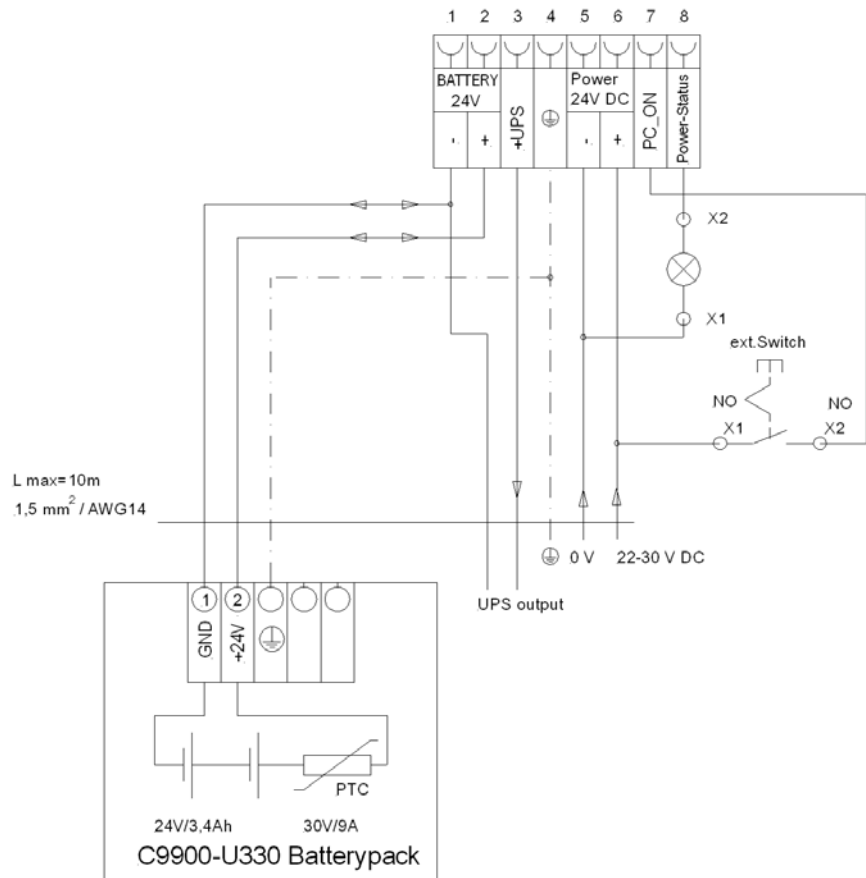 1 2 3 4 5 6 7 8
BATTERY
24V
- +
+UPS
Power
24V DC
- +
PC_ON
Power-Status
X2
X1
ext.Switch
NO NO
X1 X2
L max=10m
1,5 mm² / AWG14
0 V 22-30 V DC
UPS output
1 2
GND
+24V
PTC
24V/3,4Ah 30V/9A
C9900-U330 Batterypack